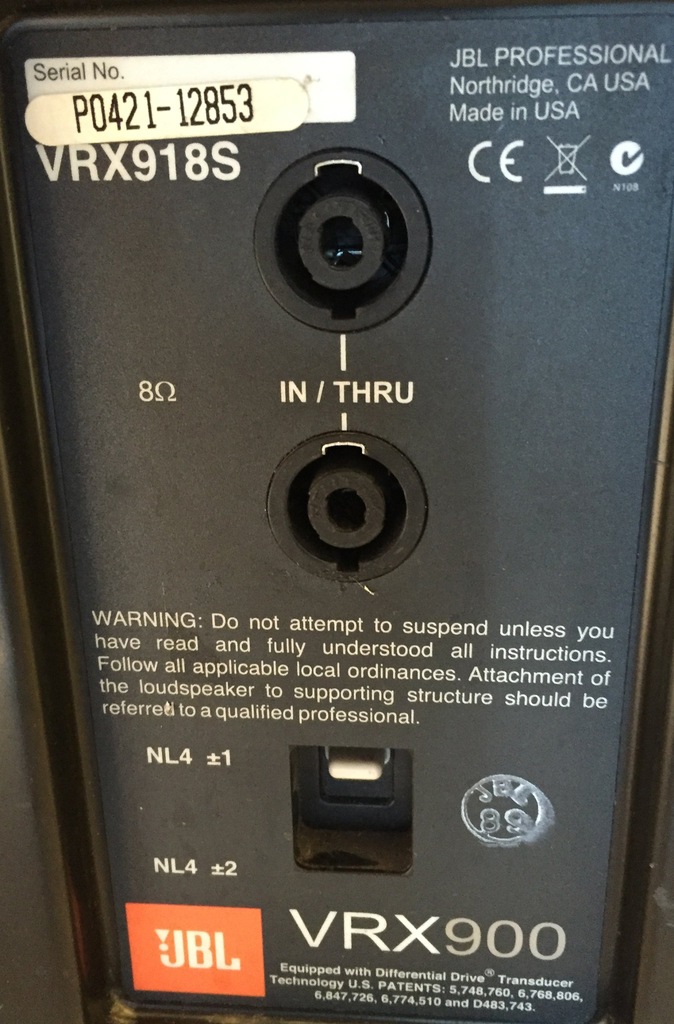 Serial No.
P0421-12853
VRX918S
JBL PROFESSIONAL
Northridge, CA USA
Made in USA
CE
N108
8Ω
IN / THRU
WARNING: Do not attempt to suspend unless you
have read and fully understood all instructions.
Follow all applicable local ordinances. Attachment of
the loudspeaker to supporting structure should be
referred to a qualified professional.
NL4 ±1
JBL
89
NL4 ±2
JBL
VRX900
Equipped with Differential Drive® Transducer
Technology U.S. PATENTS: 5,748,760, 6,768,806,
6,847,726, 6,774,510 and D483,743.